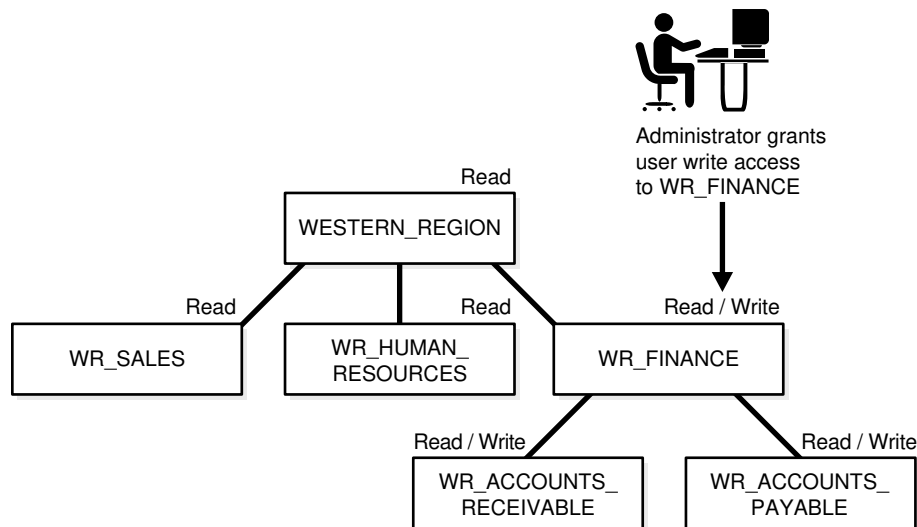 Administrator grants
user write access
to WR_FINANCE
Read
WESTERN_REGION
Read
Read
Read / Write
WR_SALES
WR_HUMAN_
RESOURCES
WR_FINANCE
Read / Write
Read / Write
WR_ACCOUNTS_
RECEIVABLE
WR_ACCOUNTS_
PAYABLE